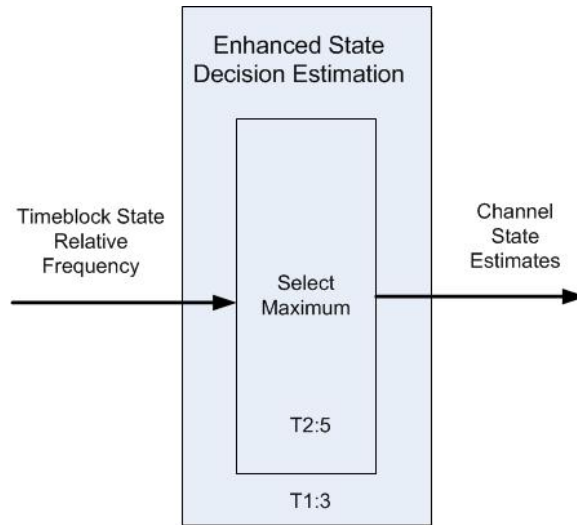 Enhanced State
Decision Estimation
Timeblock State
Relative
Frequency
Select
Maximum
Channel
State
Estimates
T2:5
T1:3